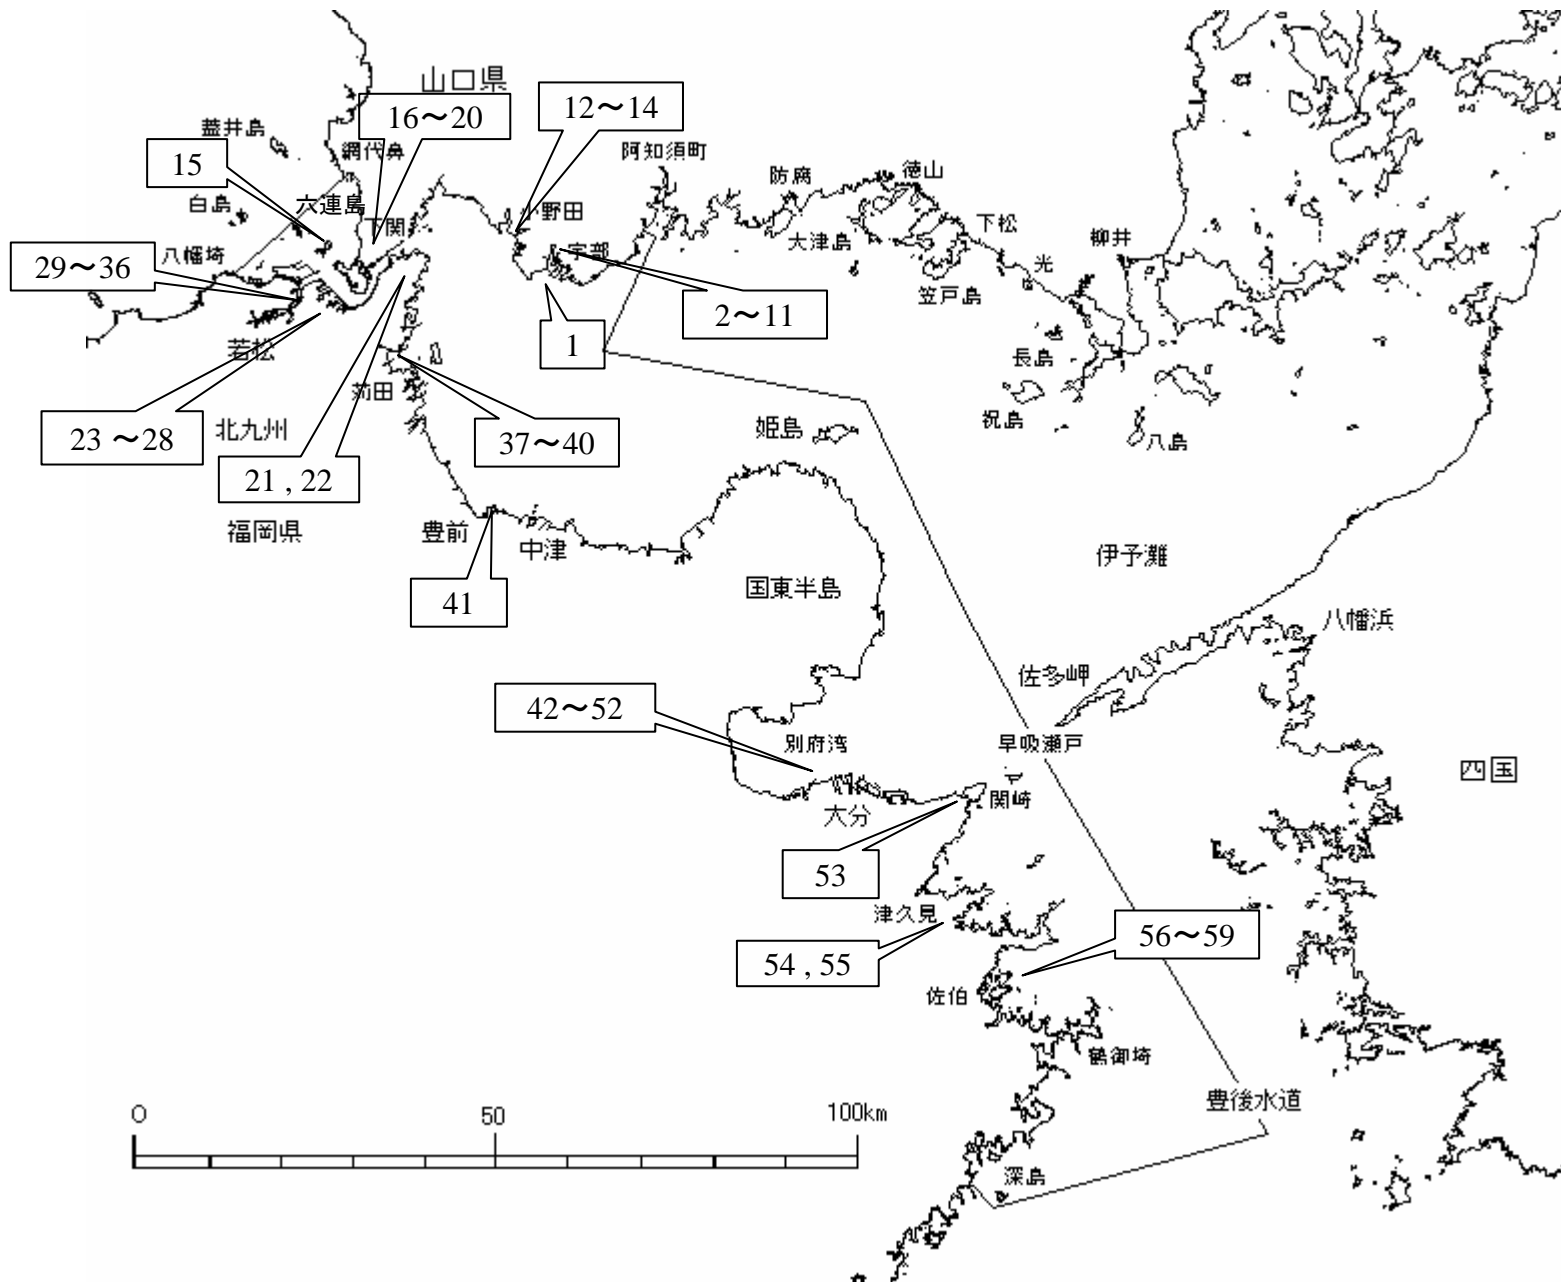 山口県
16～20
12～14
蓋井島
網代鼻
阿知須町
15
防腐
徳山
白島
六連島
下関
小野田
大津島
下松
柳井
八幡埼
宇部
光
29～36
笠戸島
2～11
1
若松
長島
苅田
祝島
八島
23 ～28
北九州
37～40
姫島
21 , 22
福岡県
豊前
中津
伊予灘
41
国東半島
八幡浜
佐多岬
42～52
別府湾
早吸瀬戸
四国
関崎
大分
53
津久見
54 , 55
56～59
佐伯
鶴御埼
豊後水道
0
50
100km
深島